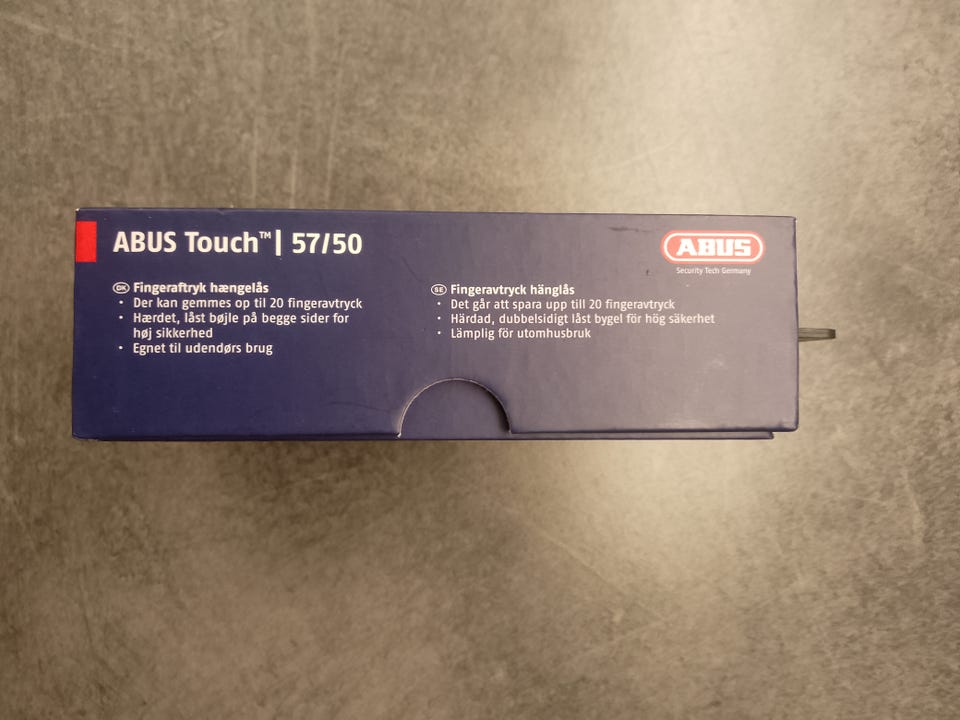 ABUS Touch™| 57/50
ABUS
Security Tech Germany
DK Fingeraftryk hængelås
• Der kan gemmes op til 20 fingeravtryck
• Hærdet, låst bøjle på begge sider for
høj sikkerhed
• Egnet til udendørs brug
SE Fingeravtryck hänglås
• Det går att spara upp till 20 fingeravtryck
• Härdad, dubbelsidigt låst bygel för hög säkerhet
• Lämplig för utomhusbruk